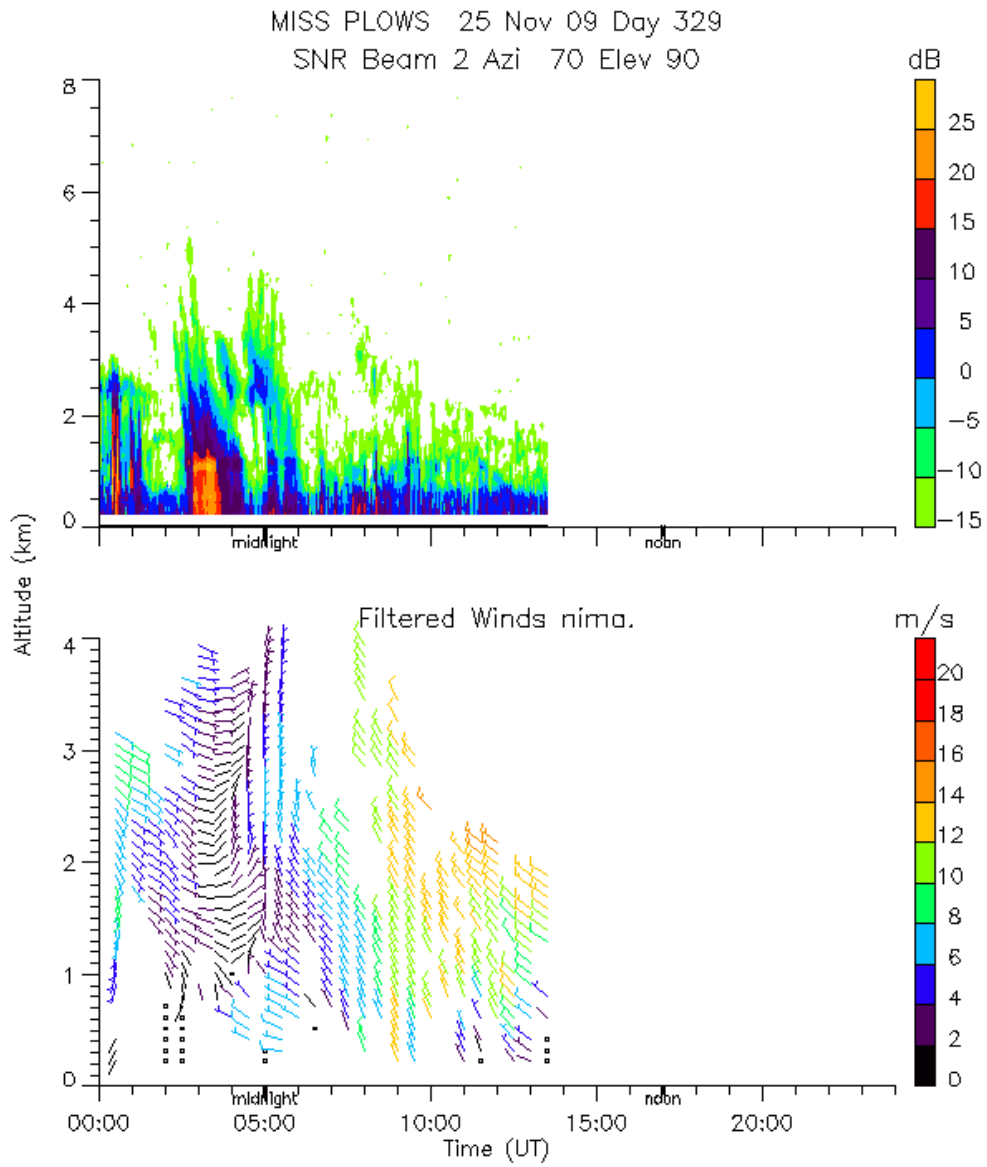 MISS PLOWS 25 Nov 09 Day 329
SNR Beam 2 Azi 70 Elev 90
dB
8
6
4
2
0
25
20
15
10
5
0
−5
−10
−15
midnight
noon
Altitude (km)
Filtered Winds nima.
m/s
4
3
2
1
0
20
18
16
14
12
10
8
6
4
2
0
midnight
noon
00:00 05:00 10:00 15:00 20:00
Time (UT)